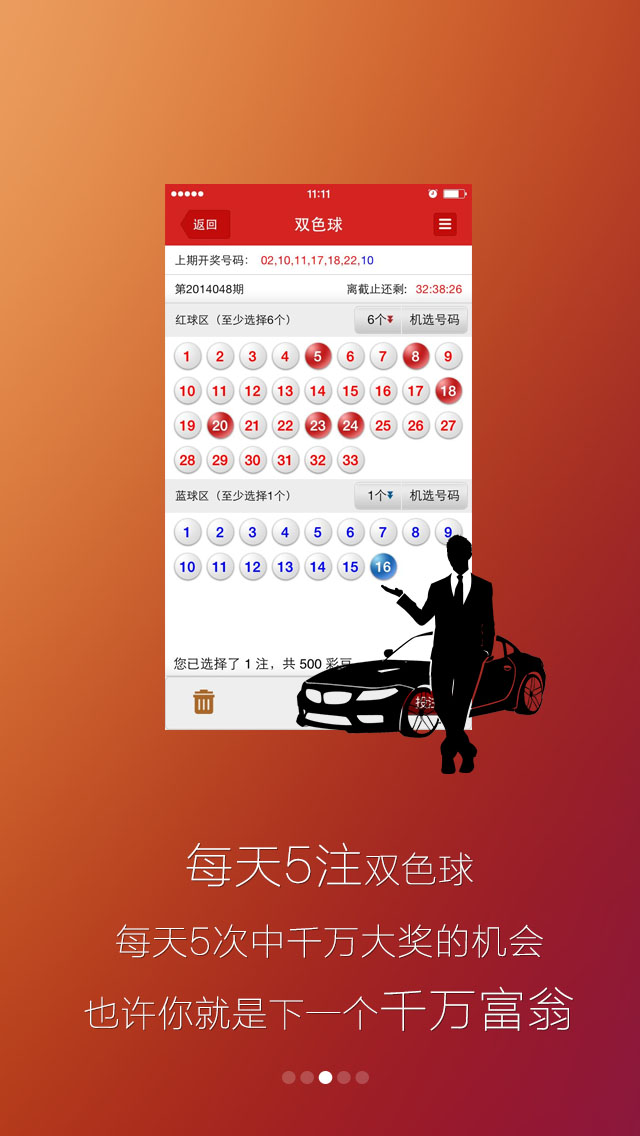 11:11
返回 双色球
上期开奖号码： 02,10,11,17,18,22,10
第2014048期 离截止还剩： 32:38:26
红球区（至少选择6个） 6个 机选号码
1 2 3 4 5 6 7 8 9
10 11 12 13 14 15 16 17 18
19 20 21 22 23 24 25 26 27
28 29 30 31 32 33
蓝球区（至少选择1个） 1个 机选号码
1 2 3 4 5 6 7 8 9
10 11 12 13 14 15 16
您已选择了 1 注，共 500 彩豆
每天5注双色球
每天5次中千万大奖的机会
也许你就是下一个千万富翁